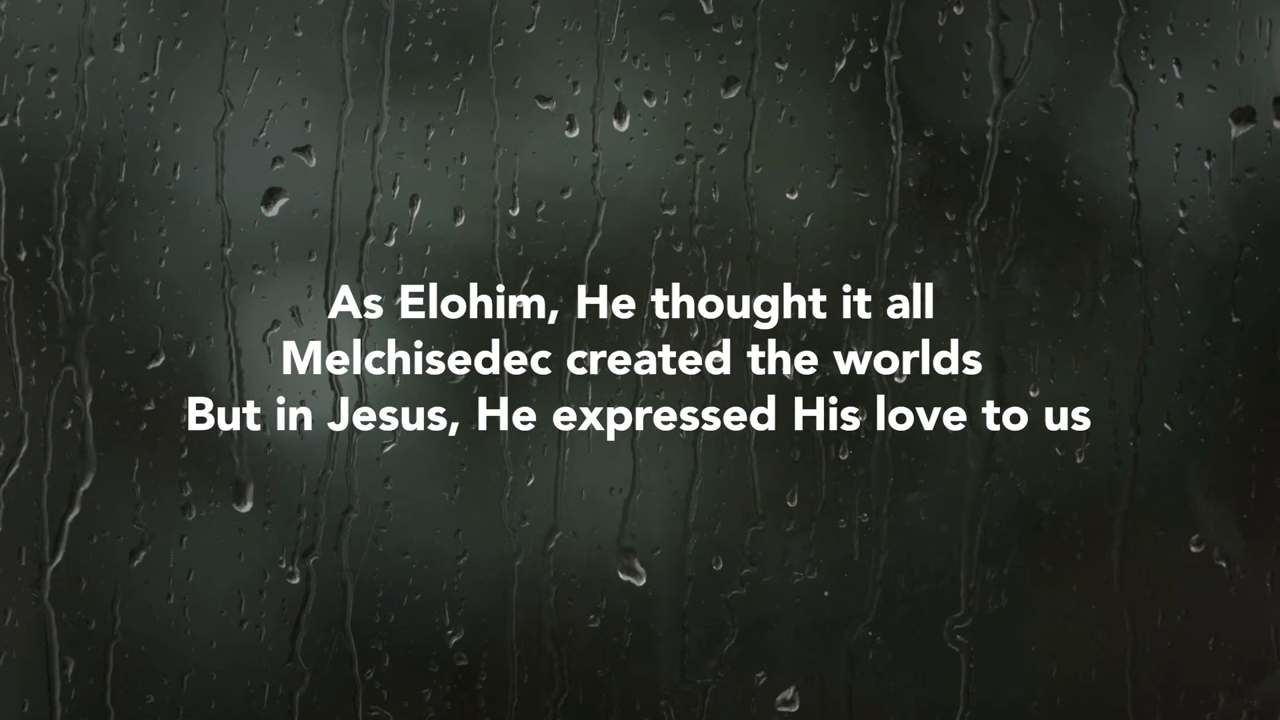 As Elohim, He thought it all
Melchisedec created the worlds
But in Jesus, He expressed His love to us